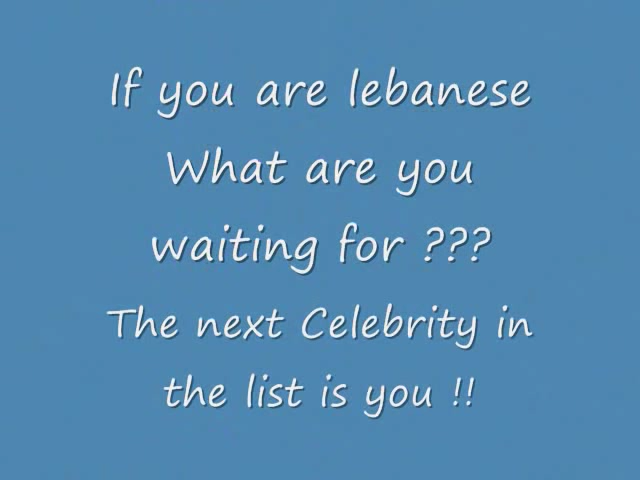 If you are lebanese
What are you
waiting for ???
The next Celebrity in
the list is you !!